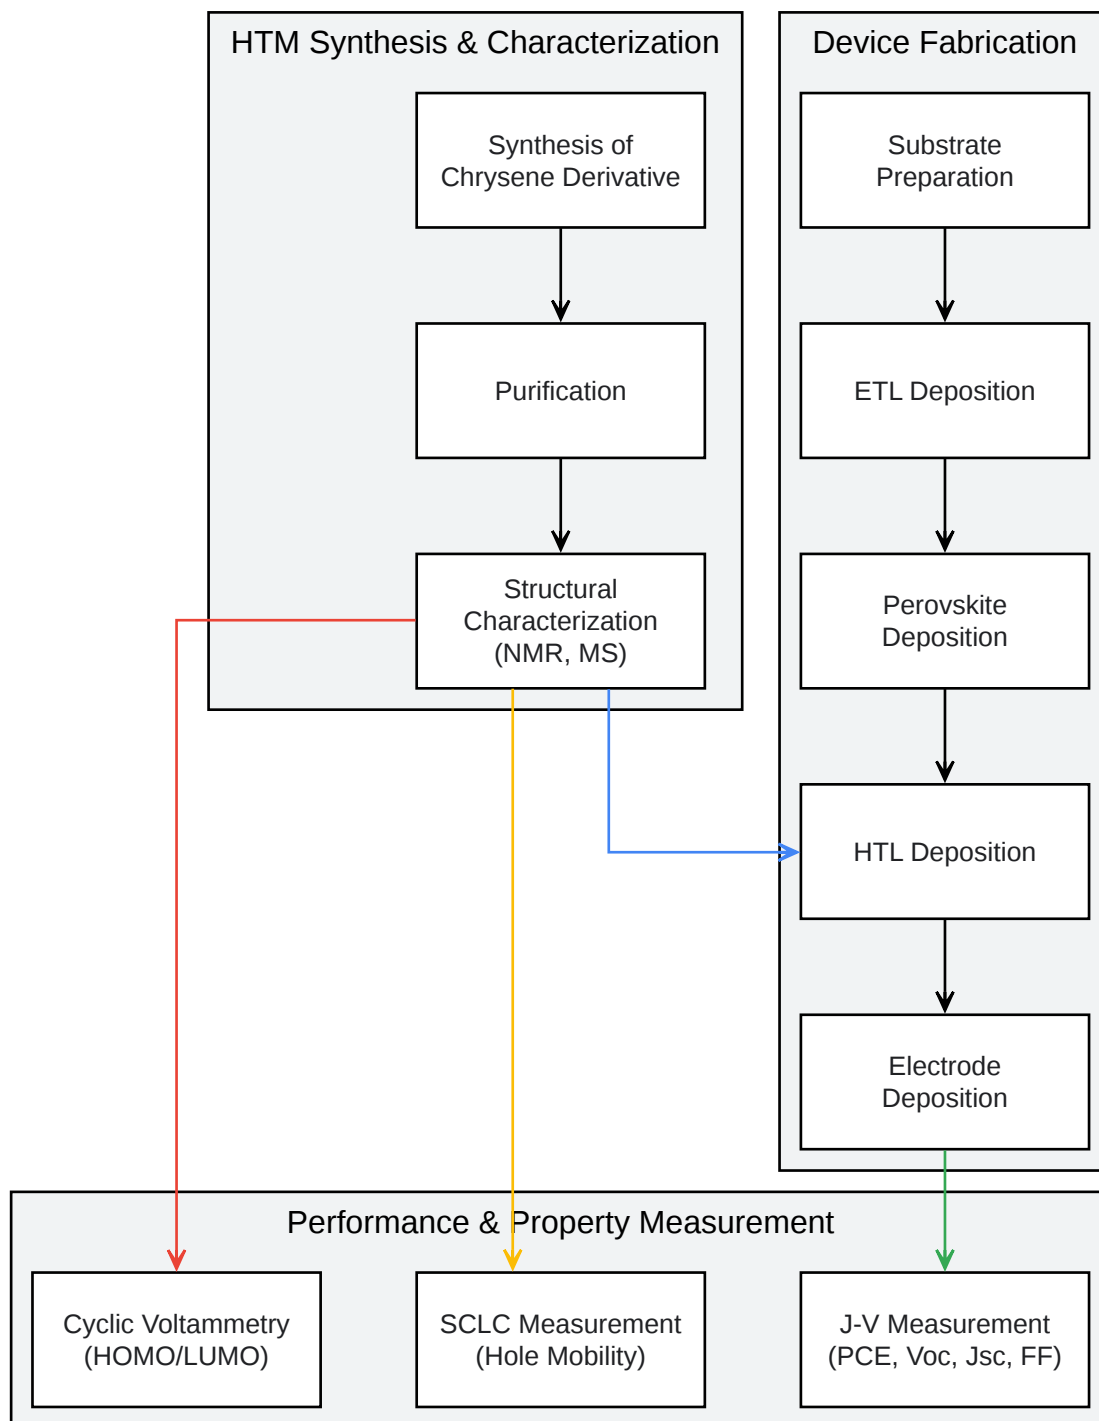 HTM Synthesis & Characterization
Synthesis of
Chrysene Derivative
Purification
Structural
Characterization
(NMR, MS)
Device Fabrication
Substrate
Preparation
ETL Deposition
Perovskite
Deposition
HTL Deposition
Electrode
Deposition
Performance & Property Measurement
Cyclic Voltammetry
(HOMO/LUMO)
SCLC Measurement
(Hole Mobility)
J-V Measurement
(PCE, Voc, Jsc, FF)